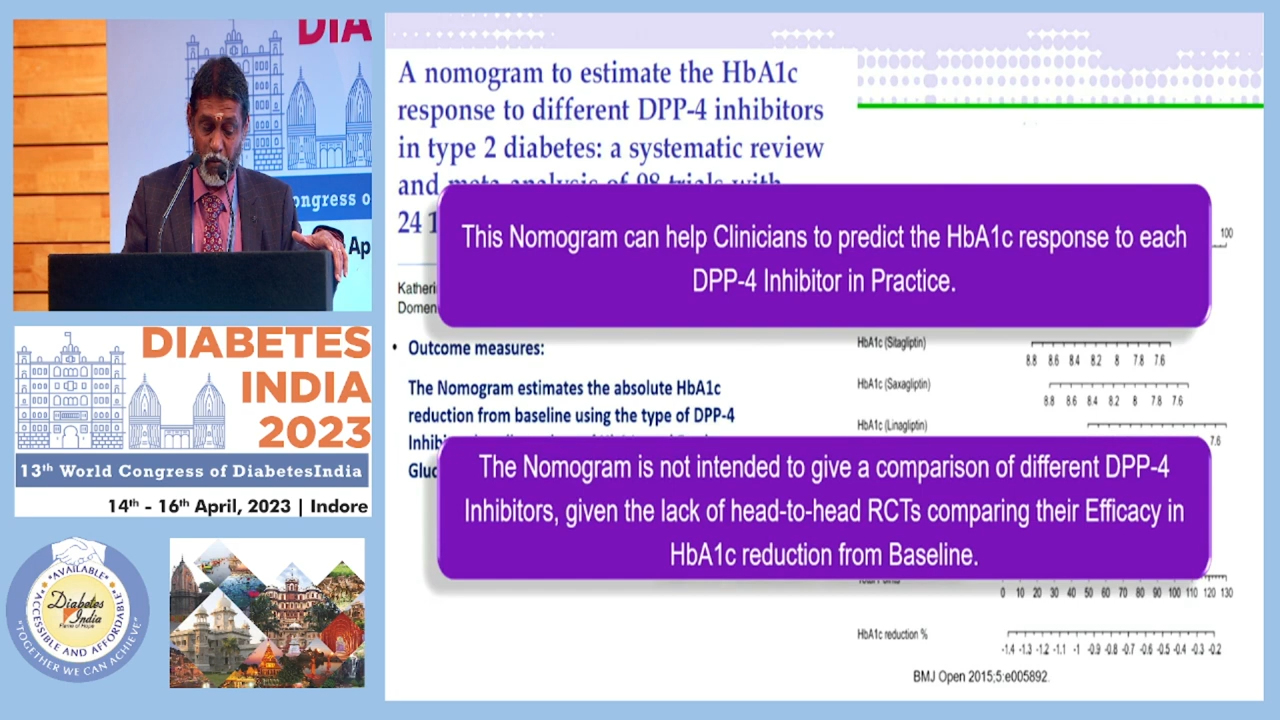 DIA
ongress o
Ap
DIABETES
INDIA
2023
13th World Congress of DiabetesIndia
14th - 16th April, 2023 | Indore
"AVAILABLE"
"ACCESSIBLE AND AFFORDABLE"
Diabetes
India
"TOGETHER WE CAN ACHIEVE"
A nomogram to estimate the HbA1c
response to different DPP-4 inhibitors
in type 2 diabetes: a systematic review
and meta-analysis of 98 trials with
24 1
This Nomogram can help Clinicians to predict the HbA1c response to each
DPP-4 Inhibitor in Practice.
100
Katheri
Domen
• Outcome measures:
The Nomogram estimates the absolute HbA1c
reduction from baseline using the type of DPP-4
Inhib
Gluc
HbA1c (Sitagliptin)
8.8 8.6 8.4 8.2 8 7.8 7.6
HbA1c (Saxagliptin)
8.8 8.6 8.4 8.2 8 7.8 7.6
HbA1c (Linagliptin)
7.6
The Nomogram is not intended to give a comparison of different DPP-4
Inhibitors, given the lack of head-to-head RCTs comparing their Efficacy in
HbA1c reduction from Baseline.
Total Points
0 10 20 30 40 50 60 70 80 90 100 110 120 130
HbA1c reduction %
-1.4 -1.3 -1.2 -1.1 -1 -0.9 -0.8 -0.7 -0.6 -0.5 -0.4 -0.3 -0.2
BMJ Open 2015;5:e005892.